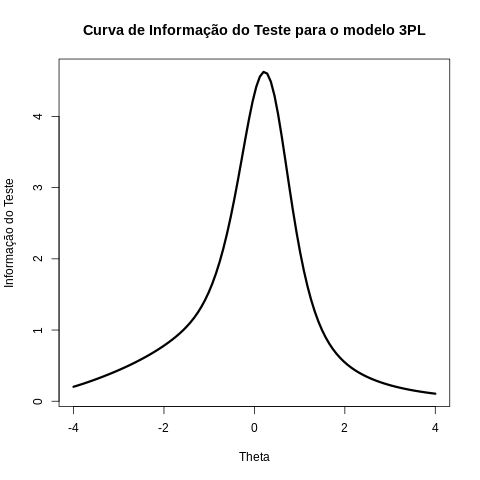 Curva de Informação do Teste para o modelo 3PL
Informação do Teste
4
3
2
1
0
-4 -2 0 2 4
Theta